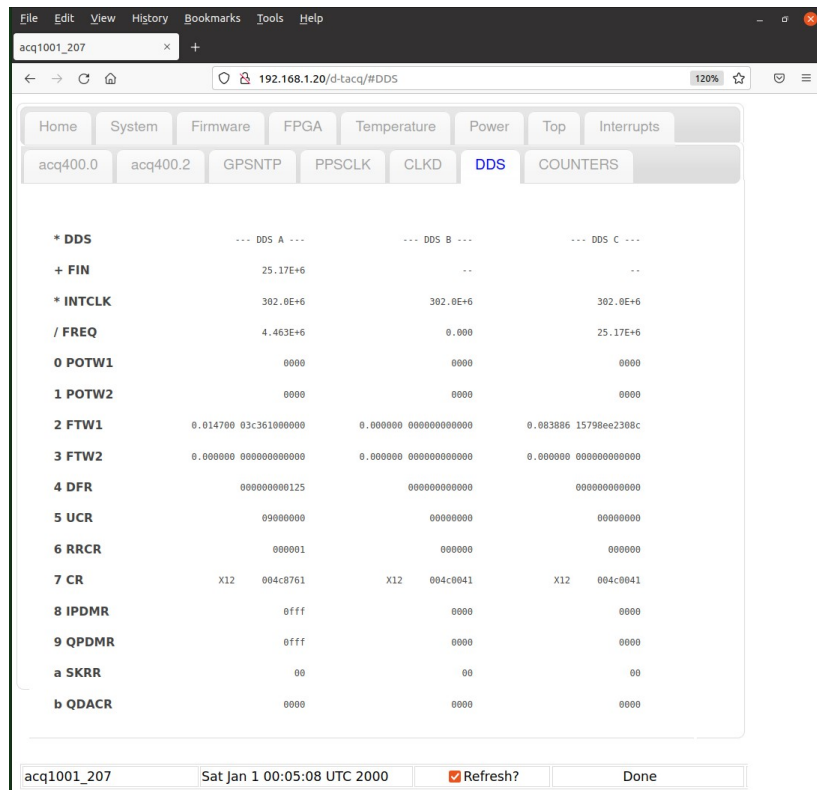 File Edit View History Bookmarks Tools Help
acq1001_207 × +
192.168.1.20/d-tacq/#DDS 120%
Home System Firmware FPGA Temperature Power Top Interrupts
acq400.0 acq400.2 GPSNTP PPSCLK CLKD DDS COUNTERS
* DDS --- DDS A --- --- DDS B --- --- DDS C ---
+ FIN 25.17E+6 -- --
* INTCLK 302.0E+6 302.0E+6 302.0E+6
/ FREQ 4.463E+6 0.000 25.17E+6
0 POTW1 0000 0000 0000
1 POTW2 0000 0000 0000
2 FTW1 0.014700 03c361000000 0.000000 000000000000 0.083886 15798ee2308c
3 FTW2 0.000000 000000000000 0.000000 000000000000 0.000000 000000000000
4 DFR 000000000125 000000000000 000000000000
5 UCR 09000000 00000000 00000000
6 RRCR 000001 000000 000000
7 CR X12 004c8761 X12 004c0041 X12 004c0041
8 IPDMR 0fff 0000 0000
9 QPDMR 0fff 0000 0000
a SKRR 00 00 00
b QDACR 0000 0000 0000
acq1001_207 Sat Jan 1 00:05:08 UTC 2000 Refresh? Done